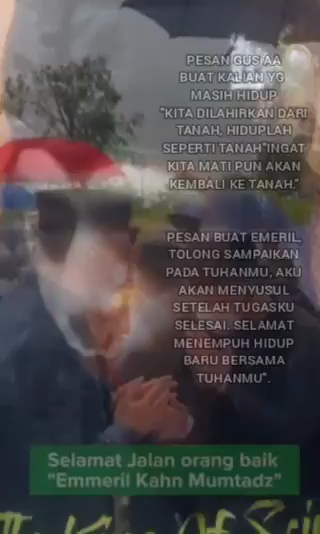 PESAN GUS AA
BUAT KALIAN YG
MASIH HIDUP
"KITA DILAHIRKAN DARI
TANAH, HIDUPLAH
SEPERTI TANAH"INGAT
KITA MATI PUN AKAN
KEMBALI KE TANAH."
PESAN BUAT EMERIL,
TOLONG SAMPAIKAN
PADA TUHANMU, AKU
AKAN MENYUSUL
SETELAH TUGASKU
SELESAI. SELAMAT
MENEMPUH HIDUP
BARU BERSAMA
TUHANMU".
Selamat Jalan orang baik
"Emmeril Kahn Mumtadz"